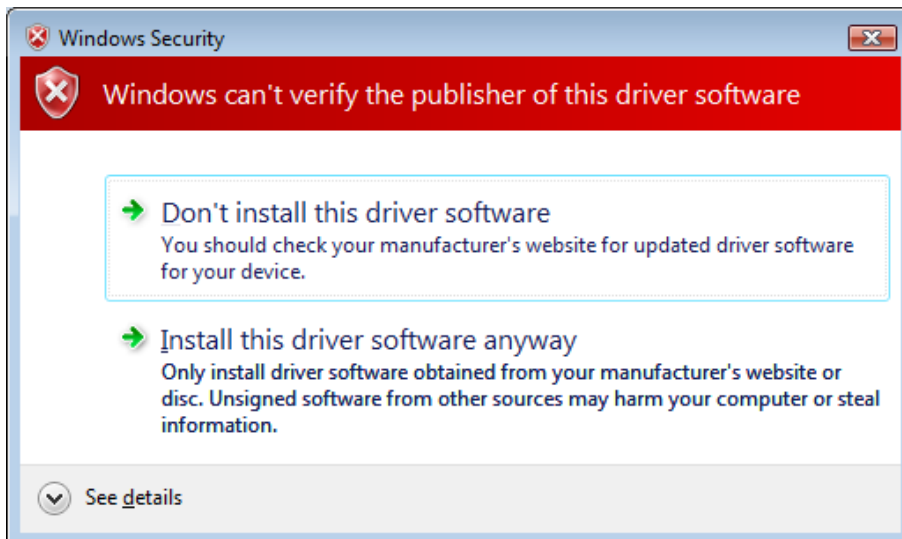 Windows Security
Windows can't verify the publisher of this driver software
Don't install this driver software
You should check your manufacturer's website for updated driver software
for your device.
Install this driver software anyway
Only install driver software obtained from your manufacturer's website or
disc. Unsigned software from other sources may harm your computer or steal
information.
See details